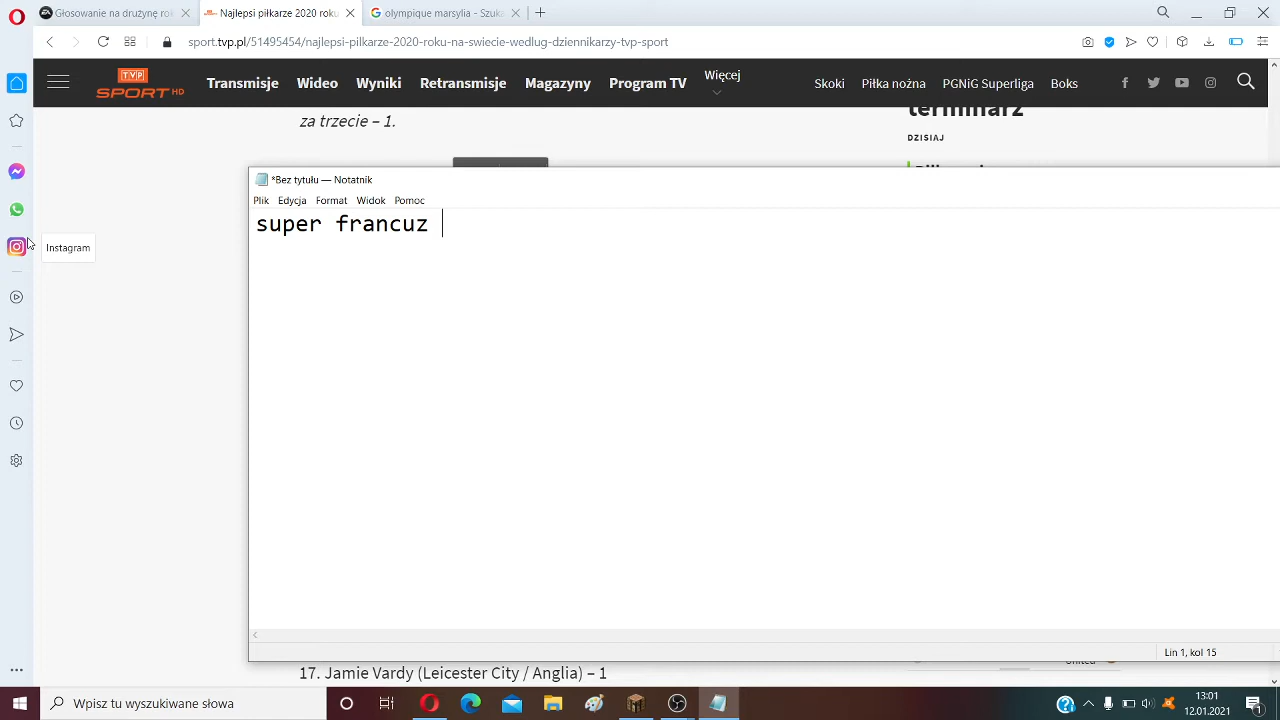 Głosowanie na drużynę rok
Najlepsi piłkarze 2020 roku
olympique marsylia - Szuka
sport.tvp.pl/51495454/najlepsi-pilkarze-2020-roku-na-swiecie-wedlug-dziennikarzy-tvp-sport
TVP SPORT HD
Transmisje Wideo Wyniki Retransmisje Magazyny Program TV Więcej Skoki Piłka nożna PGNiG Superliga Boks
za trzecie – 1.
terminarz
DZISIAJ
*Bez tytułu — Notatnik
Plik Edycja Format Widok Pomoc
super francuz
Instagram
Lin 1, kol 15
United
17. Jamie Vardy (Leicester City / Anglia) – 1
Wpisz tu wyszukiwane słowa
13:01
12.01.2021